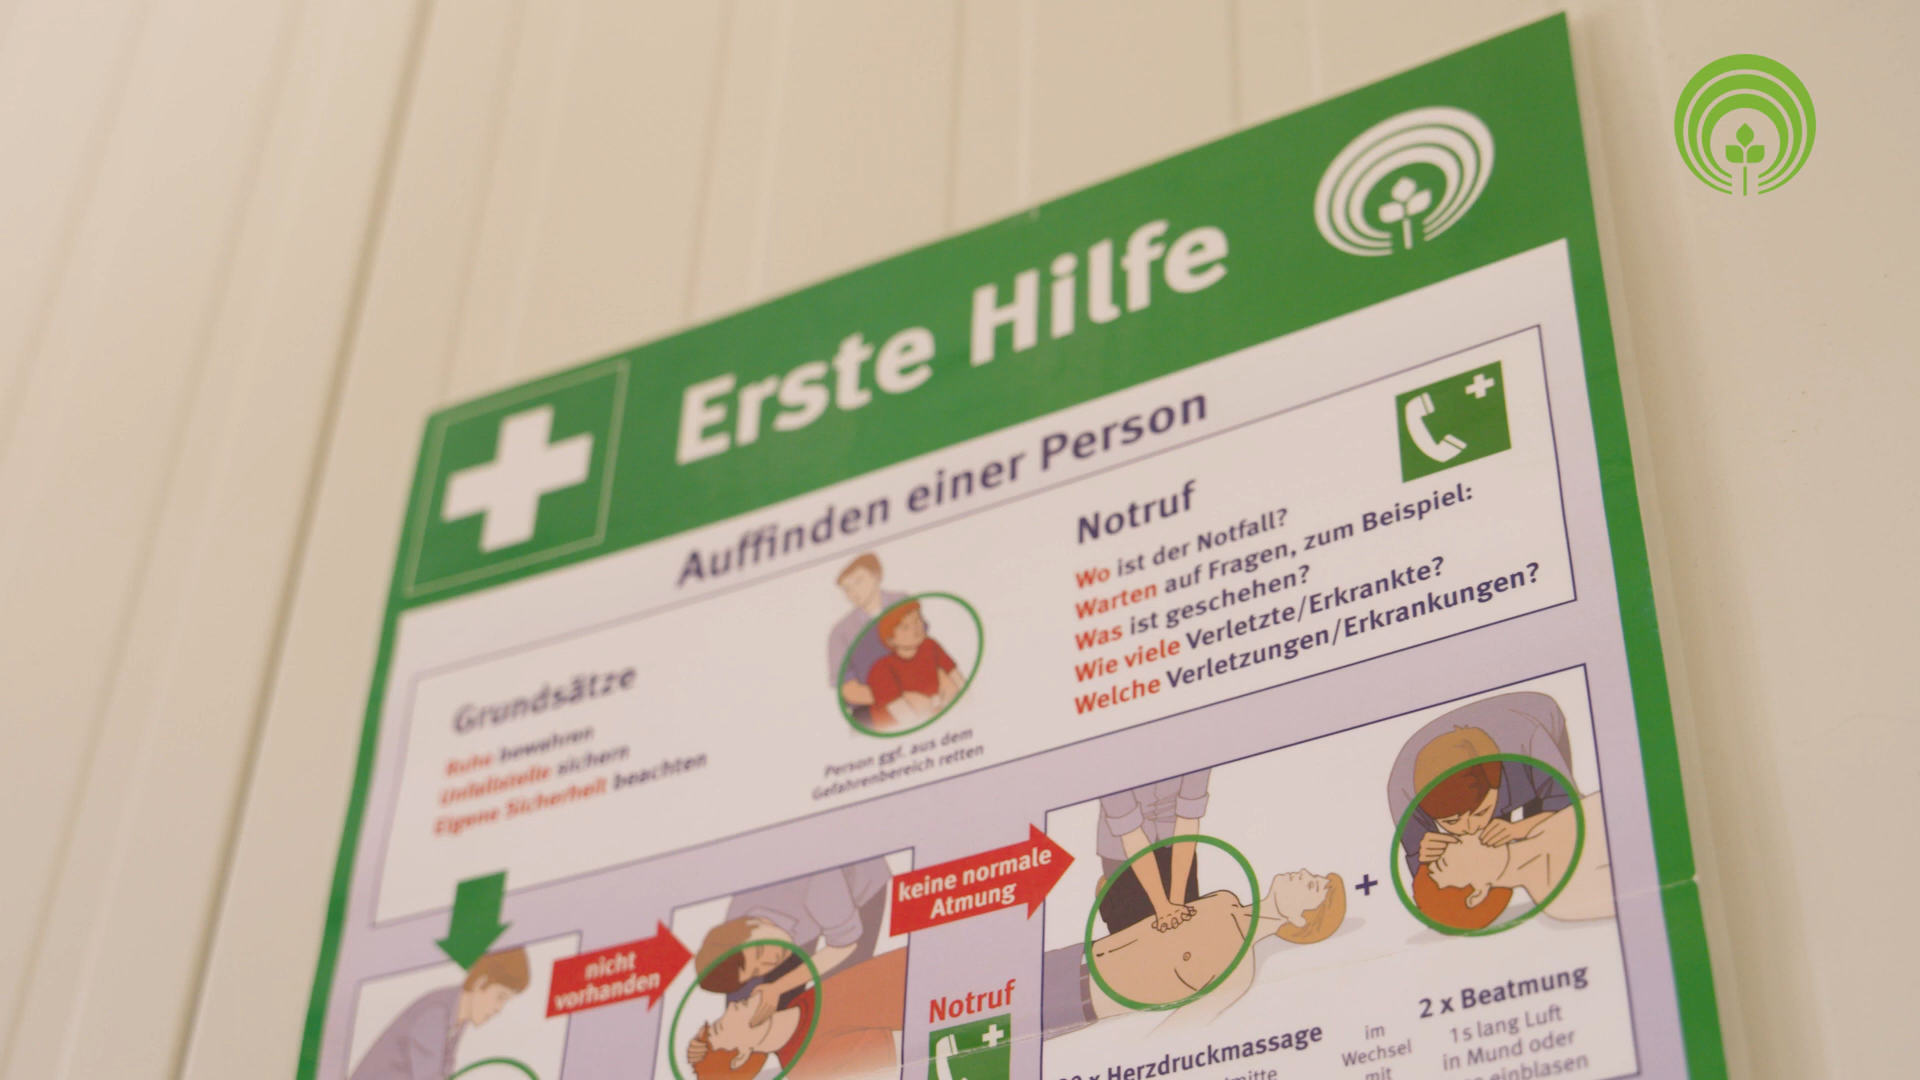 Erste Hilfe
Auffinden einer Person
Grundsätze
Ruhe bewahren
Unfallstelle sichern
Eigene Sicherheit beachten
Person ggf. aus dem
Gefahrenbereich retten
Notruf
Wo ist der Notfall?
Warten auf Fragen, zum Beispiel:
Was ist geschehen?
Wie viele Verletzte/Erkrankte?
Welche Verletzungen/Erkrankungen?
nicht
vorhanden
keine normale
Atmung
Notruf
x Herzdruckmassage
im
Wechsel
mit
2 x Beatmung
1 s lang Luft
in Mund oder
einblasen